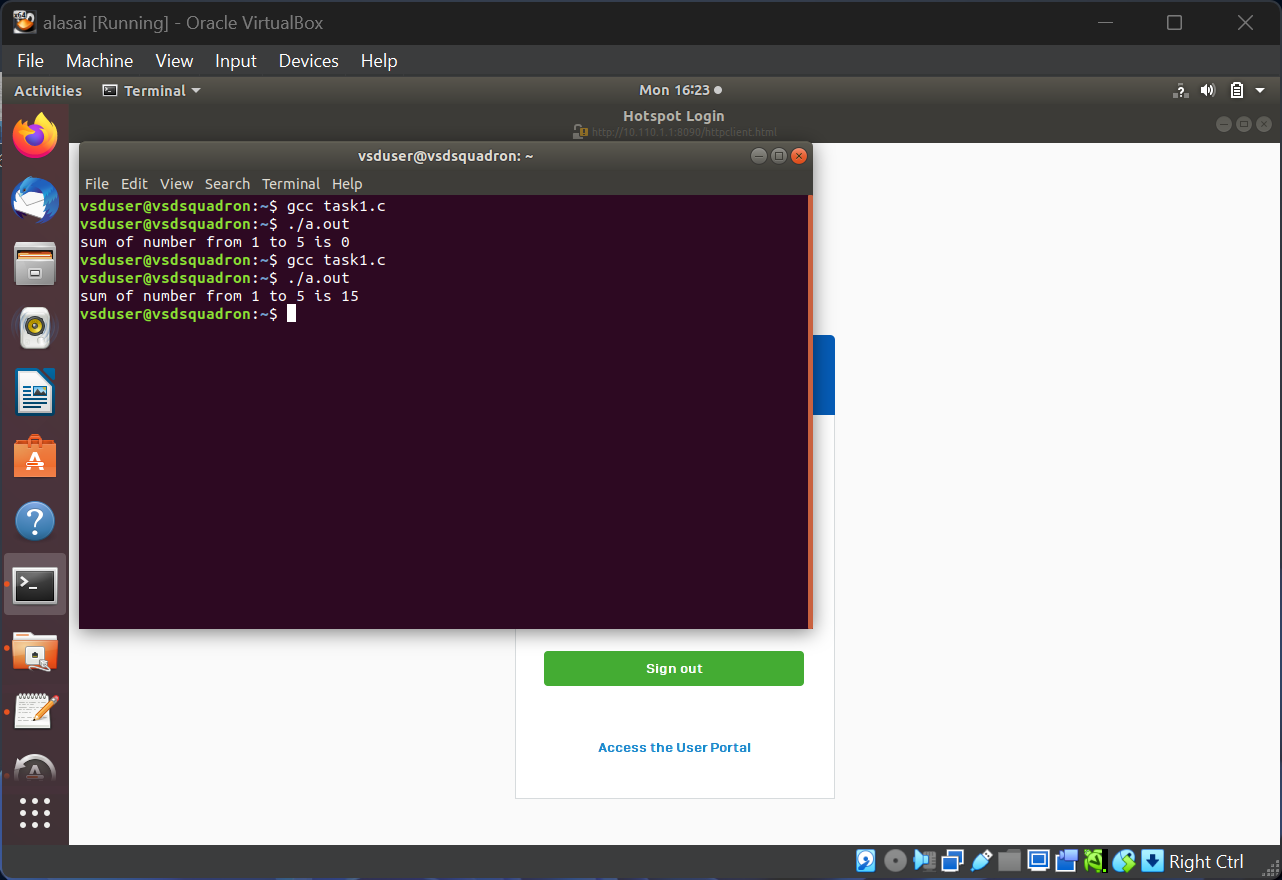 alasai [Running] - Oracle VirtualBox
File Machine View Input Devices Help
Activities Terminal Mon 16:23
Hotspot Login
http://10.110.1.1:8090/httpclient.html
vsduser@vsdsquadron: ~
File Edit View Search Terminal Help
vsduser@vsdsquadron:~$ gcc task1.c
vsduser@vsdsquadron:~$ ./a.out
sum of number from 1 to 5 is 0
vsduser@vsdsquadron:~$ gcc task1.c
vsduser@vsdsquadron:~$ ./a.out
sum of number from 1 to 5 is 15
vsduser@vsdsquadron:~$
Sign out
Access the User Portal
Right Ctrl